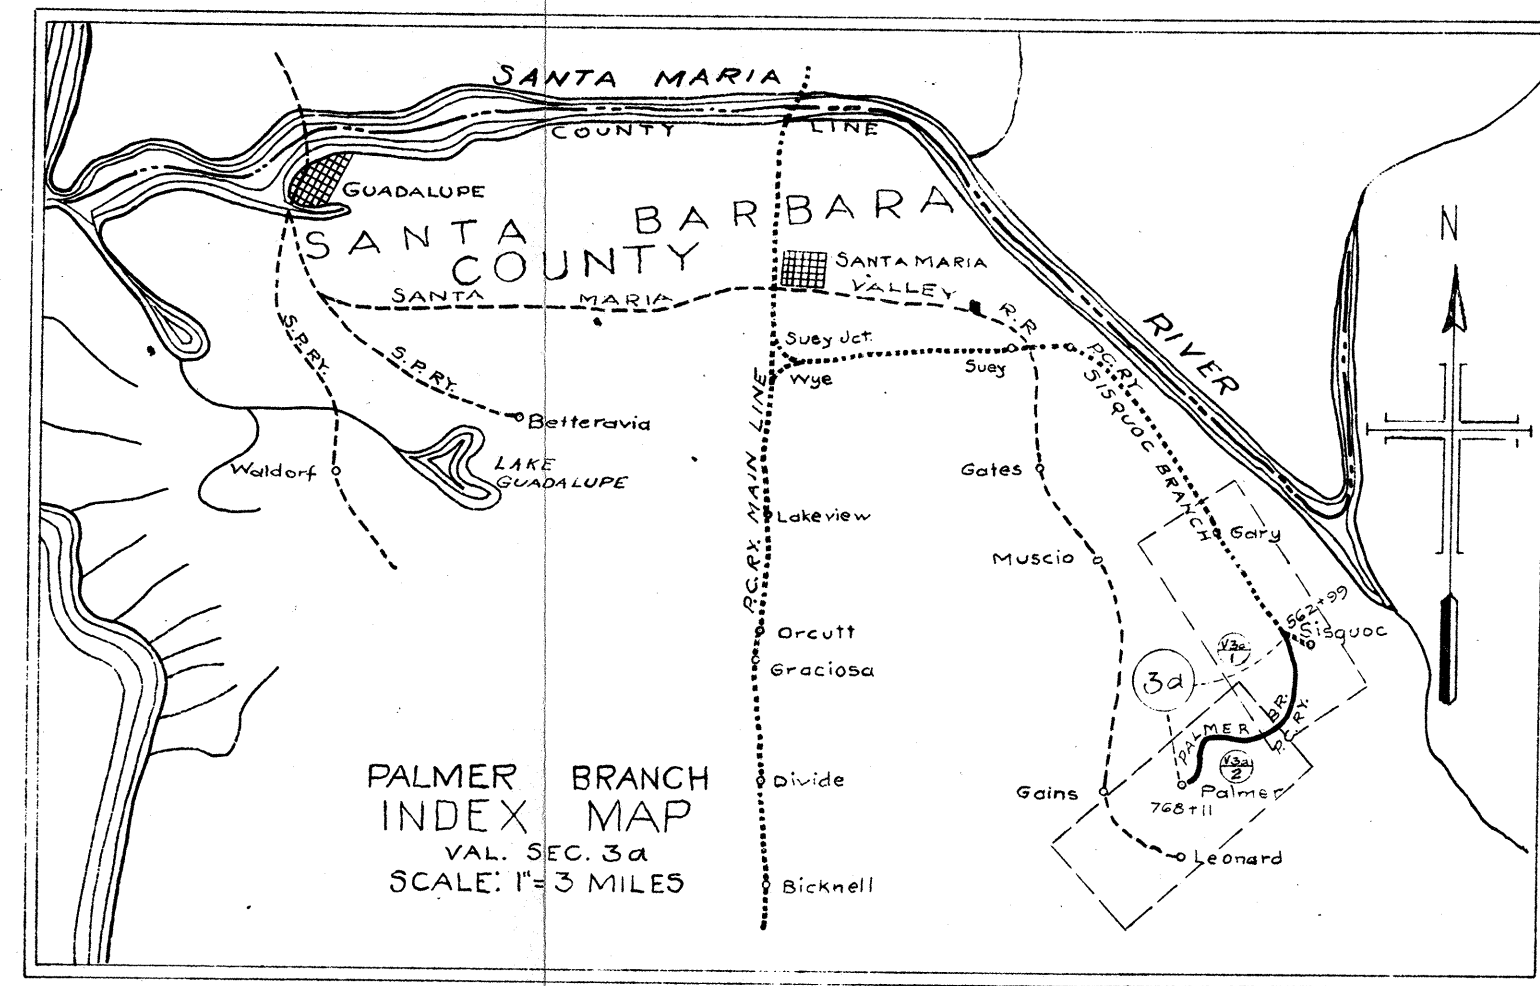 SANTA MARIA
COUNTY LINE
GUADALUPE
SANTA BARBARA
COUNTY
N
SANTA MARIA
VALLEY
SANTA MARIA
R.R.
RIVER
S.P. RY.
S.P. RY.
Suey Jct.
Wye
Suey
P.C. RY.
SISQUOC BRANCH
Betteravia
Waldorf
LAKE
GUADALUPE
P.C. RY. MAIN LINE
Gates
Lakeview
Gary
Muscio
562+99
Sisquoc
Orcutt
Graciosa
V3a
1
3a
PALMER BR.
P.C. RY.
V3a
2
Divide
Gains
Palmer
768+11
Leonard
Bicknell
PALMER BRANCH
INDEX MAP
VAL. SEC. 3a
SCALE: 1"= 3 MILES